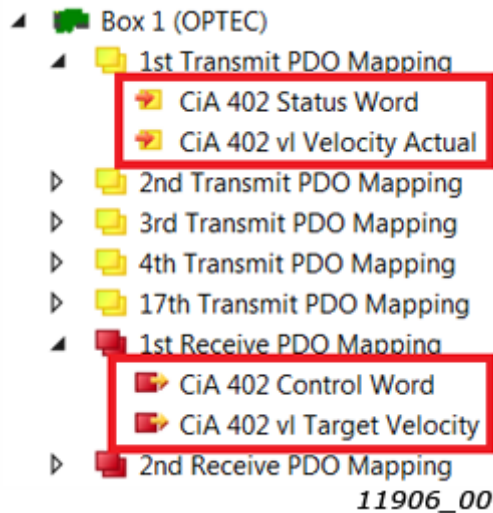 Box 1 (OPTEC)
1st Transmit PDO Mapping
CiA 402 Status Word
CiA 402 vl Velocity Actual
2nd Transmit PDO Mapping
3rd Transmit PDO Mapping
4th Transmit PDO Mapping
17th Transmit PDO Mapping
1st Receive PDO Mapping
CiA 402 Control Word
CiA 402 vl Target Velocity
2nd Receive PDO Mapping
11906_00